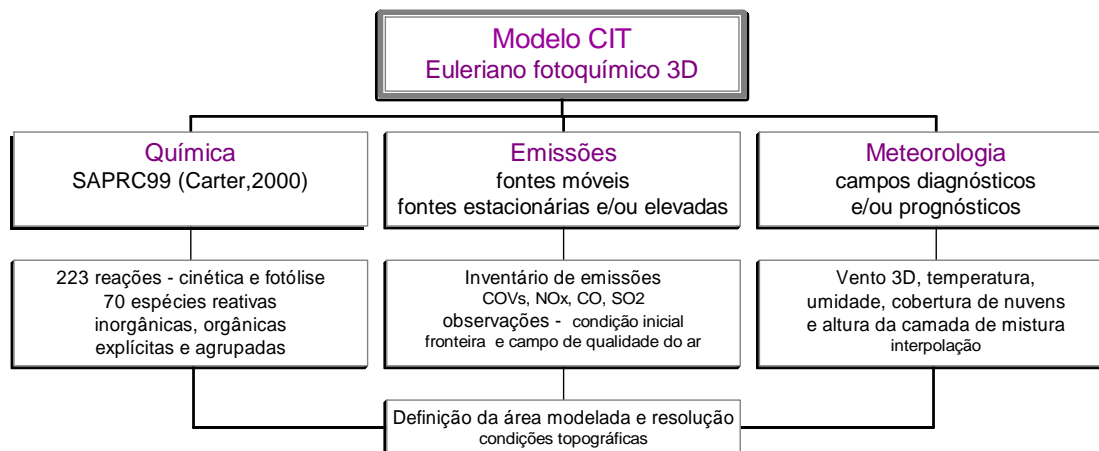 Modelo CIT
Euleriano fotoquímico 3D
Química
SAPRC99 (Carter,2000)
Emissões
fontes móveis
fontes estacionárias e/ou elevadas
Meteorologia
campos diagnósticos
e/ou prognósticos
223 reações - cinética e fotólise
70 espécies reativas
inorgânicas, orgânicas
explícitas e agrupadas
Inventário de emissões
COVs, NOx, CO, SO2
observações - condição inicial
fronteira e campo de qualidade do ar
Vento 3D, temperatura,
umidade, cobertura de nuvens
e altura da camada de mistura
interpolação
Definição da área modelada e resolução
condições topográficas